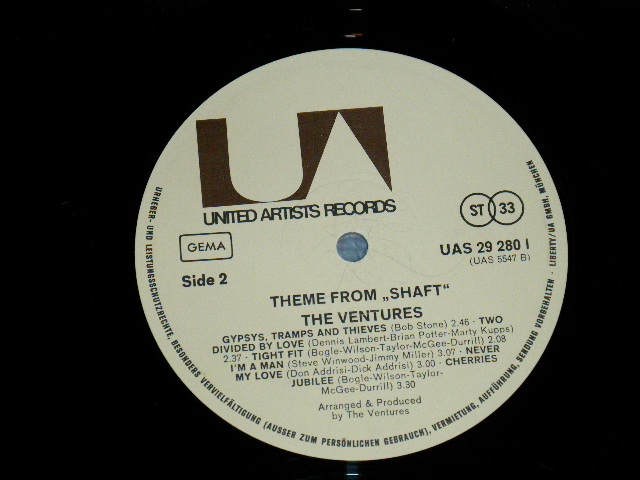 UA
UNITED ARTISTS RECORDS
GEMA
ST 33
Side 2
UAS 29 280 I
(UAS 5547 B)
THEME FROM „SHAFT“
THE VENTURES
GYPSYS, TRAMPS AND THIEVES (Bob Stone) 2.46 · TWO
DIVIDED BY LOVE (Dennis Lambert-Brian Potter-Marty Kupps)
2.37 · TIGHT FIT (Bogle-Wilson-Taylor-McGee-Durrill) 2.08
I'M A MAN (Steve Winwood-Jimmy Miller) 3.07 · NEVER
MY LOVE (Don Addrisi-Dick Addrisi) 3.00 · CHERRIES
JUBILEE (Bogle-Wilson-Taylor-
McGee-Durrill) 3.30
Arranged & Produced
by The Ventures
URHEBER- UND LEISTUNGSSCHUTZRECHTE, BESONDERS VERVIELFÄLTIGUNG (AUSSER ZUM PERSÖNLICHEN GEBRAUCH), VERMIETUNG, AUFFÜHRUNG, SENDUNG VORBEHALTEN · LIBERTY/UA GMBH, MÜNCHEN